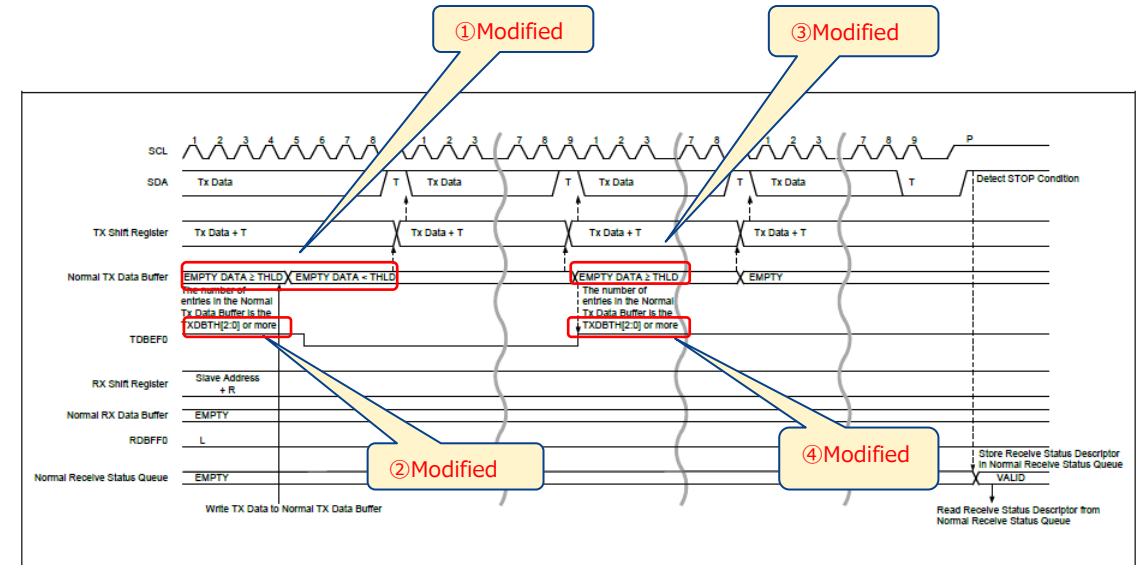 ①Modified
③Modified
SCL
1 2 3 4 5 6 7 8 1 2 3 7 8 9 1 2 3 7 8 1 2 3 7 8 9 P
SDA
Tx Data
T
Tx Data
T
Tx Data
T
Tx Data
T
Detect STOP Condition
TX Shift Register
Tx Data + T
Tx Data + T
Tx Data + T
Tx Data + T
Normal TX Data Buffer
EMPTY DATA ≥ THLD
EMPTY DATA < THLD
EMPTY DATA ≥ THLD
EMPTY
The number of
entries in the Normal
Tx Data Buffer is the
TXDBTH[2:0] or more
The number of
entries in the Normal
Tx Data Buffer is the
TXDBTH[2:0] or more
TDBEF0
RX Shift Register
Slave Address
+ R
Normal RX Data Buffer
EMPTY
RDBFF0
L
②Modified
④Modified
Store Receive Status Descriptor
in Normal Receive Status Queue
Normal Receive Status Queue
EMPTY
VALID
Write TX Data to Normal TX Data Buffer
Read Receive Status Descriptor from
Normal Receive Status Queue